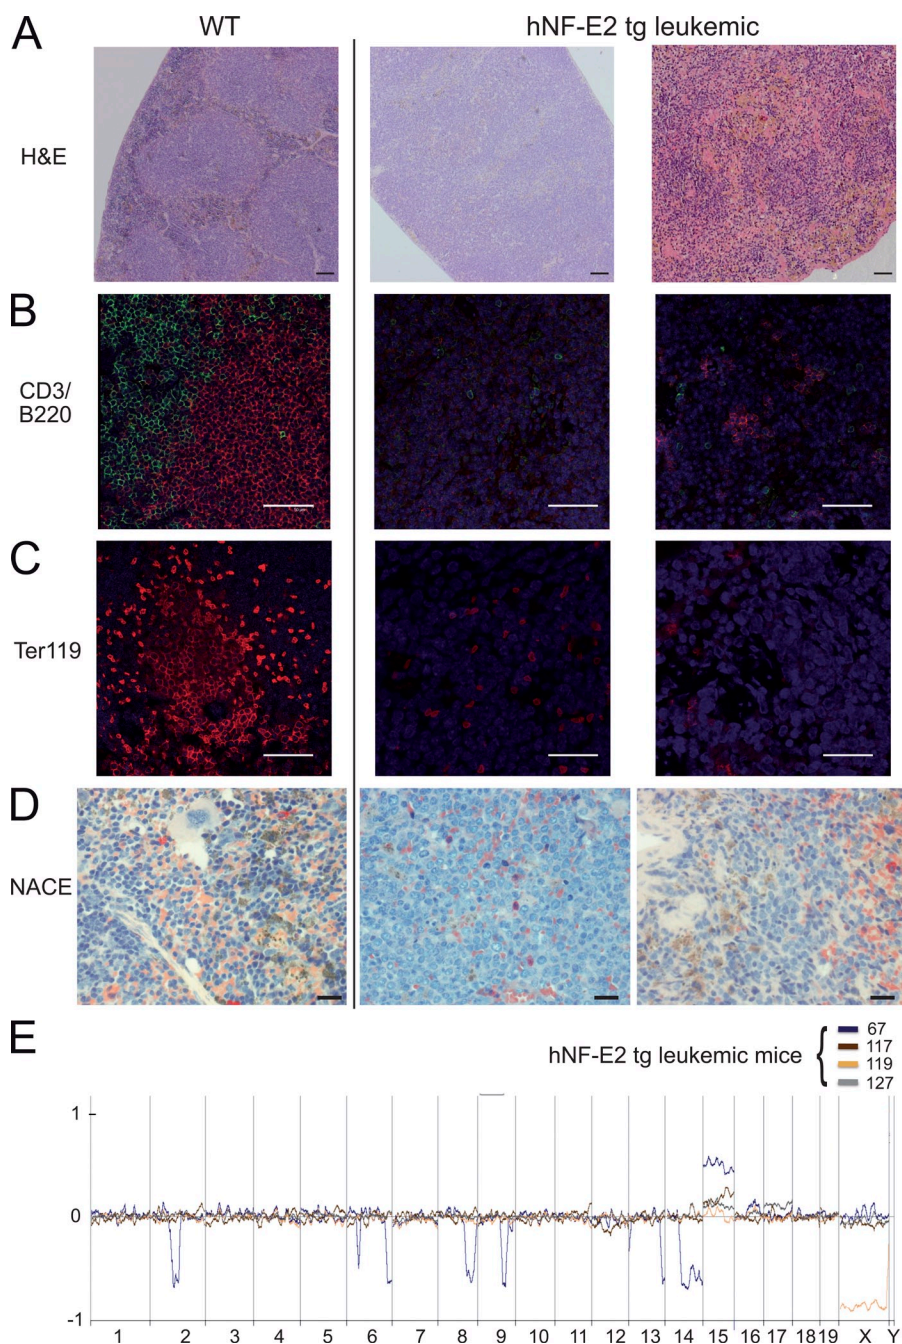 A
WT
hNF-E2 tg leukemic
H&E
B
CD3/
B220
C
Ter119
D
NACE
E
hNF-E2 tg leukemic mice
67
117
119
127
1
0
-1
1 2 3 4 5 6 7 8 9 10 11 12 13 14 15 16 17 18 19 X Y